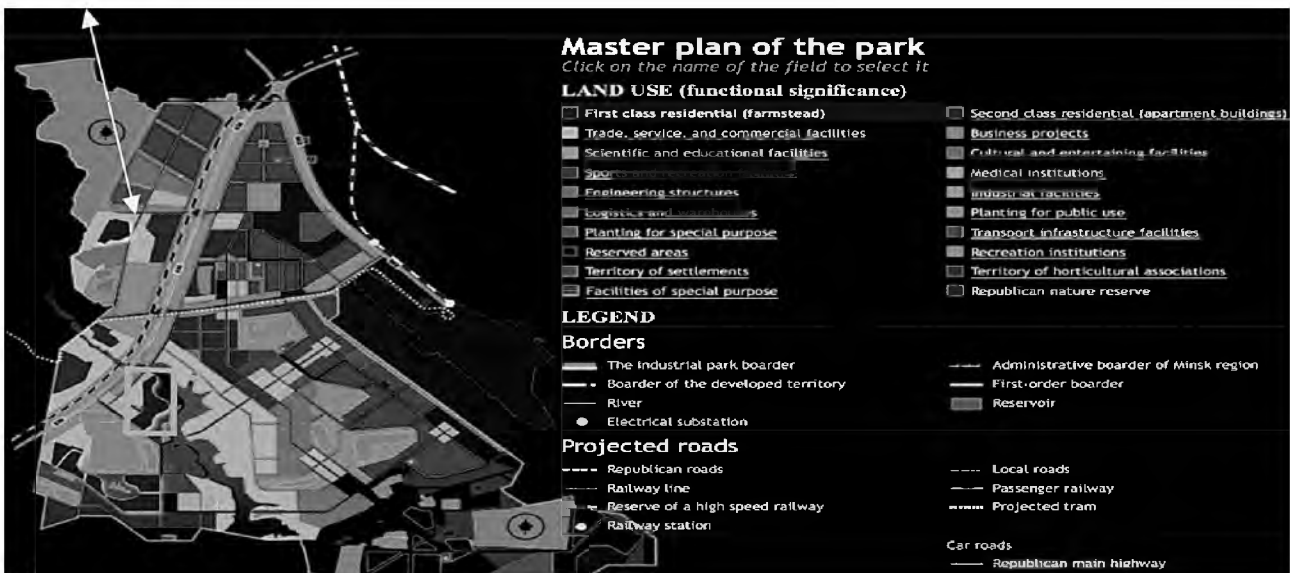 Master plan of the park
Click on the name of the field to select it
LAND USE (functional significance)
First class residential (farmstead)
Trade, service, and commercial facilities
Scientific and educational facilities
Sports and recreation
Engineering structures
Logistics and warehouses
Planting for special purpose
Reserved areas
Territory of settlements
Facilities of special purpose
Second class residential (apartment buildings)
Business projects
Cultural and entertaining facilities
Medical institutions
Industrial facilities
Planting for public use
Transport infrastructure facilities
Recreation institutions
Territory of horticultural associations
Republican nature reserve
LEGEND
Borders
The industrial park boarder
Boarder of the developed territory
River
Electrical substation
Administrative boarder of Minsk region
First-order boarder
Reservoir
Projected roads
Republican roads
Railway line
Reserve of a high speed railway
Railway station
Local roads
Passenger railway
Projected tram
Car roads
Republican main highway